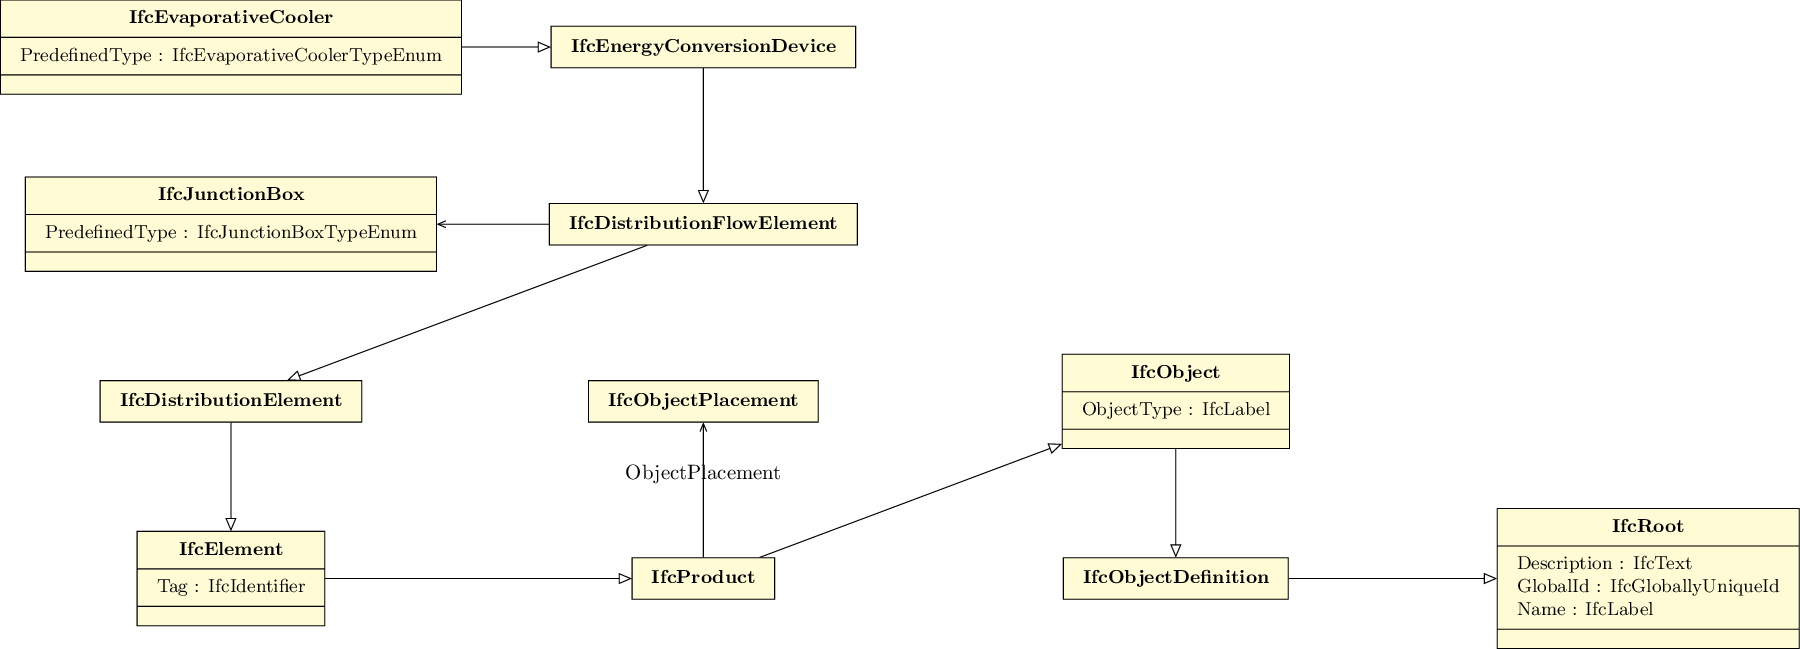 IfcEvaporativeCooler
PredefinedType : IfcEvaporativeCoolerTypeEnum
IfcEnergyConversionDevice
IfcJunctionBox
PredefinedType : IfcJunctionBoxTypeEnum
IfcDistributionFlowElement
IfcDistributionElement
IfcObjectPlacement
IfcObject
ObjectType : IfcLabel
ObjectPlacement
IfcElement
Tag : IfcIdentifier
IfcProduct
IfcObjectDefinition
IfcRoot
Description : IfcText
GlobalId : IfcGloballyUniqueId
Name : IfcLabel